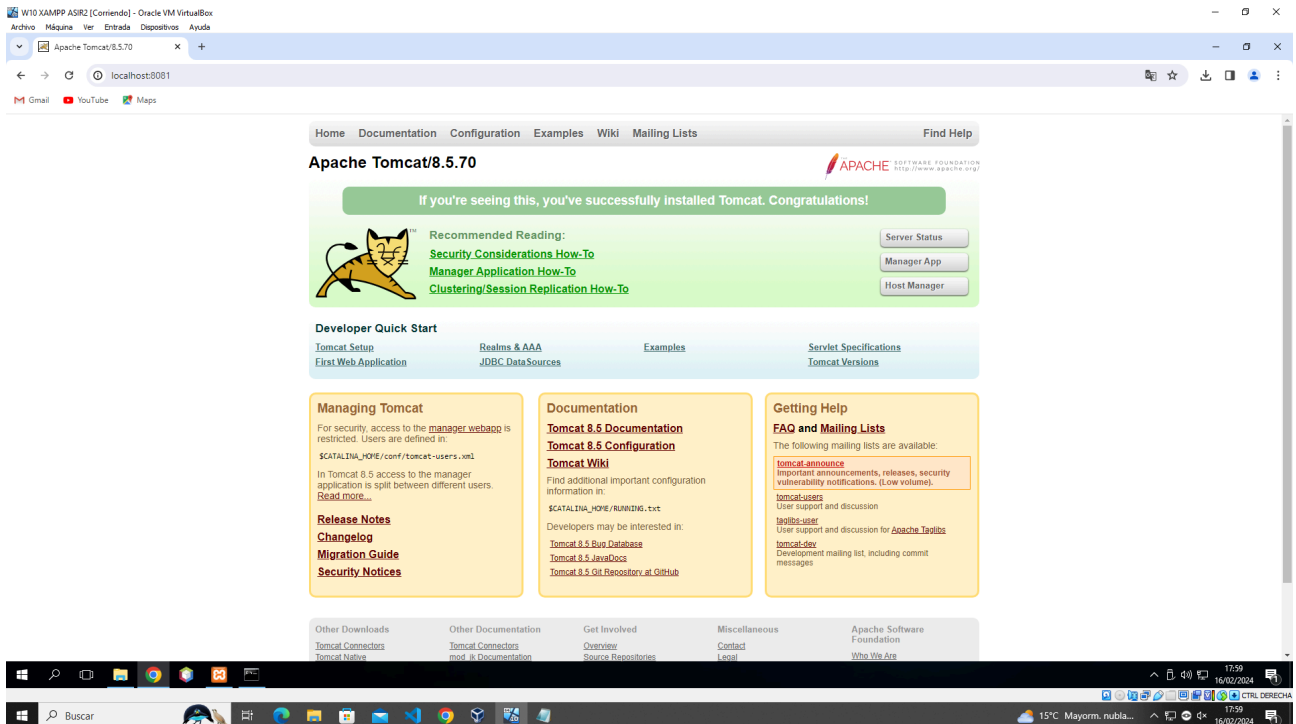 W10 XAMPP ASIR2 [Corriendo] - Oracle VM VirtualBox
Archivo Máquina Ver Entrada Dispositivos Ayuda
Apache Tomcat/8.5.70
localhost:8081
Gmail YouTube Maps
Home Documentation Configuration Examples Wiki Mailing Lists Find Help
Apache Tomcat/8.5.70
APACHE SOFTWARE FOUNDATION
http://www.apache.org/
If you're seeing this, you've successfully installed Tomcat. Congratulations!
TM
Recommended Reading:
Security Considerations How-To
Manager Application How-To
Clustering/Session Replication How-To
Server Status
Manager App
Host Manager
Developer Quick Start
Tomcat Setup Realms & AAA Examples Servlet Specifications
First Web Application JDBC DataSources Tomcat Versions
Managing Tomcat
For security, access to the manager webapp is
restricted. Users are defined in:
$CATALINA_HOME/conf/tomcat-users.xml
In Tomcat 8.5 access to the manager
application is split between different users.
Read more...
Release Notes
Changelog
Migration Guide
Security Notices
Documentation
Tomcat 8.5 Documentation
Tomcat 8.5 Configuration
Tomcat Wiki
Find additional important configuration
information in:
$CATALINA_HOME/RUNNING.txt
Developers may be interested in:
Tomcat 8.5 Bug Database
Tomcat 8.5 JavaDocs
Tomcat 8.5 Git Repository at GitHub
Getting Help
FAQ and Mailing Lists
The following mailing lists are available:
tomcat-announce
Important announcements, releases, security
vulnerability notifications. (Low volume).
tomcat-users
User support and discussion
taglibs-user
User support and discussion for Apache Taglibs
tomcat-dev
Development mailing list, including commit
messages
Other Downloads
Tomcat Connectors
Tomcat Native
Other Documentation
Tomcat Connectors
mod_jk Documentation
Get Involved
Overview
Source Repositories
Miscellaneous
Contact
Legal
Apache Software
Foundation
Who We Are
17:59
16/02/2024
CTRL DERECHA
Buscar
15°C Mayorm. nubla...
17:59
16/02/2024